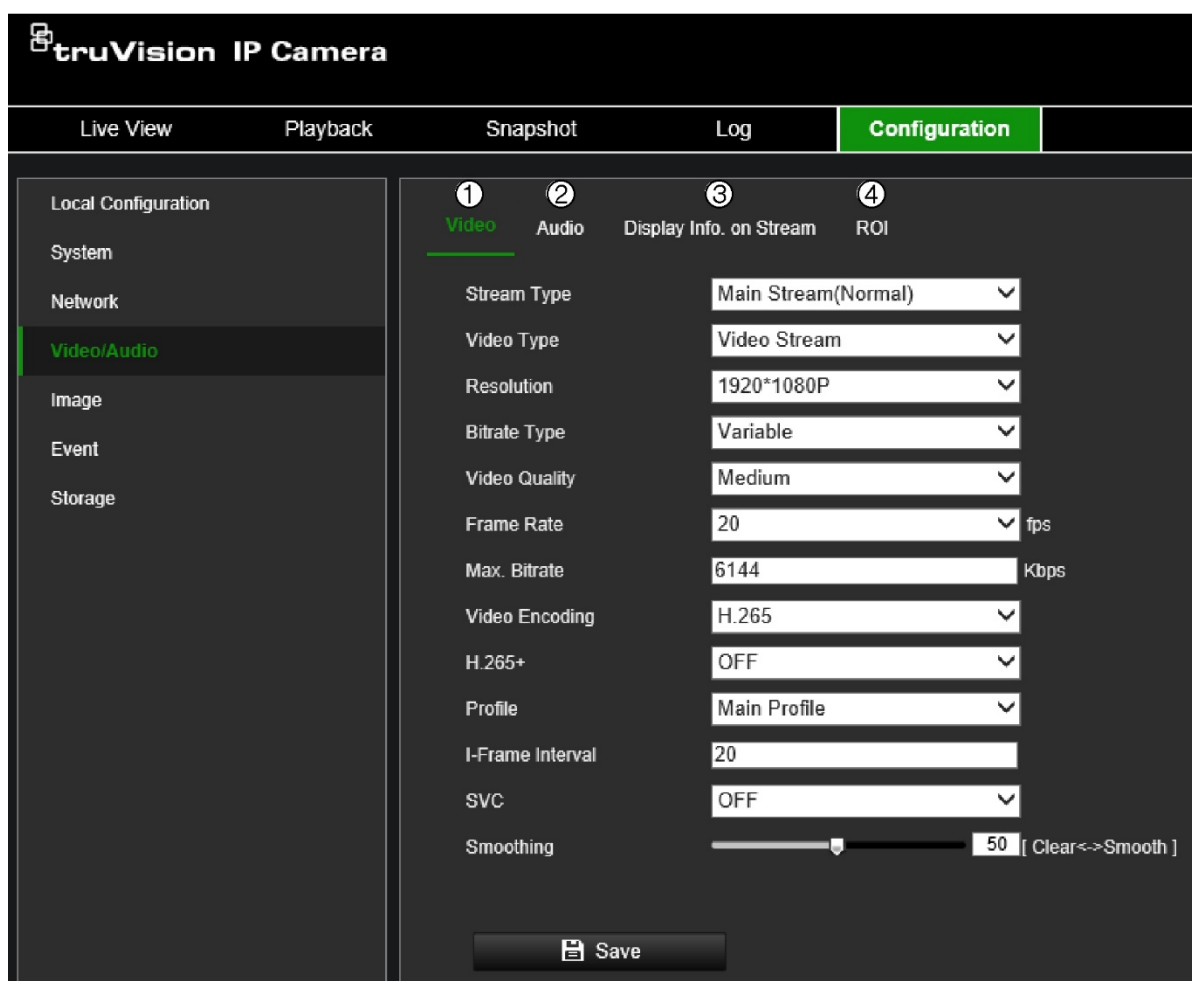 truVision IP Camera
Live View Playback Snapshot Log Configuration
Local Configuration
System
Network
Video/Audio
Image
Event
Storage
① ② ③ ④
Video Audio Display Info. on Stream ROI
Stream Type Main Stream(Normal)
Video Type Video Stream
Resolution 1920*1080P
Bitrate Type Variable
Video Quality Medium
Frame Rate 20 fps
Max. Bitrate 6144 Kbps
Video Encoding H.265
H.265+ OFF
Profile Main Profile
I-Frame Interval 20
SVC OFF
Smoothing 50 [ Clear<->Smooth ]
Save